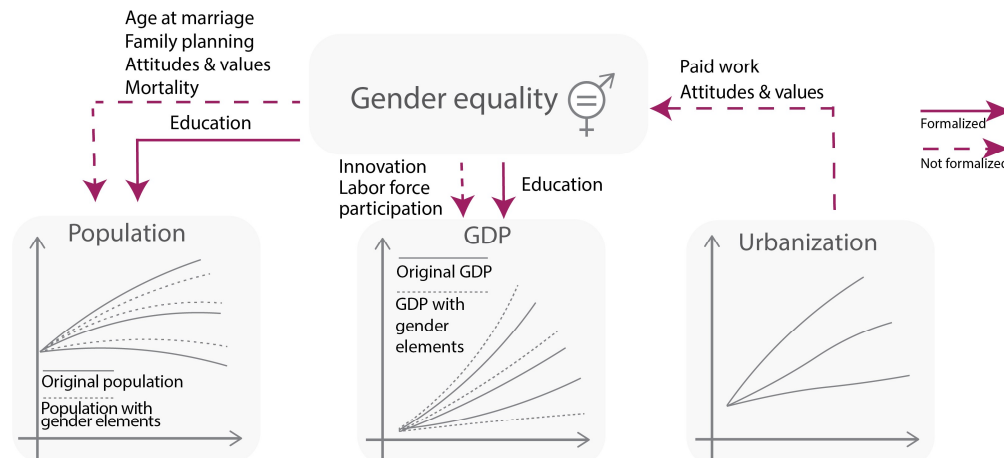 Age at marriage
Family planning
Attitudes & values
Mortality
Education
Gender equality
Paid work
Attitudes & values
Formalized
Not formalized
Innovation
Labor force
participation
Education
Population
Original population
Population with
gender elements
GDP
Original GDP
GDP with
gender
elements
Urbanization